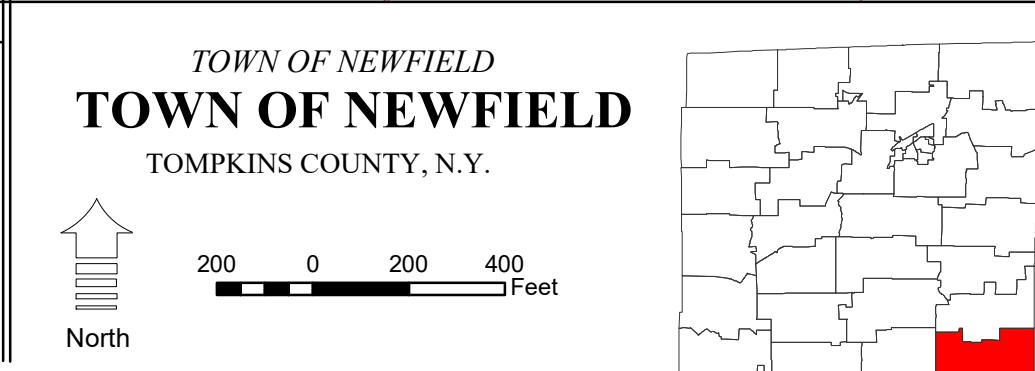 TOWN OF NEWFIELD
TOWN OF NEWFIELD
TOMPKINS COUNTY, N.Y.
200 0 200 400
Feet
North